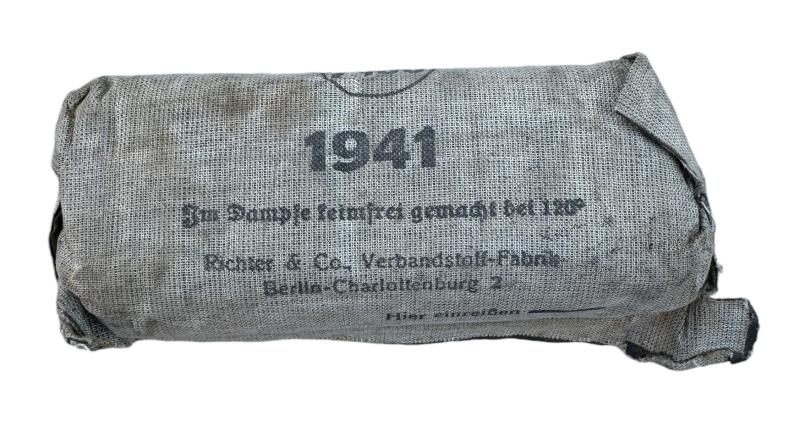 1941
Im Dampfe keimfrei gemacht bei 120°
Richter & Co., Verbandstoff-Fabrik
Berlin-Charlottenburg 2
Hier einreißen